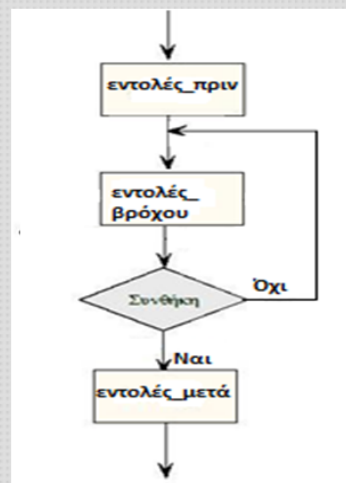 εντολές_πριν
εντολές_
βρόχου
Συνθήκη
Όχι
Ναι
εντολές_μετά